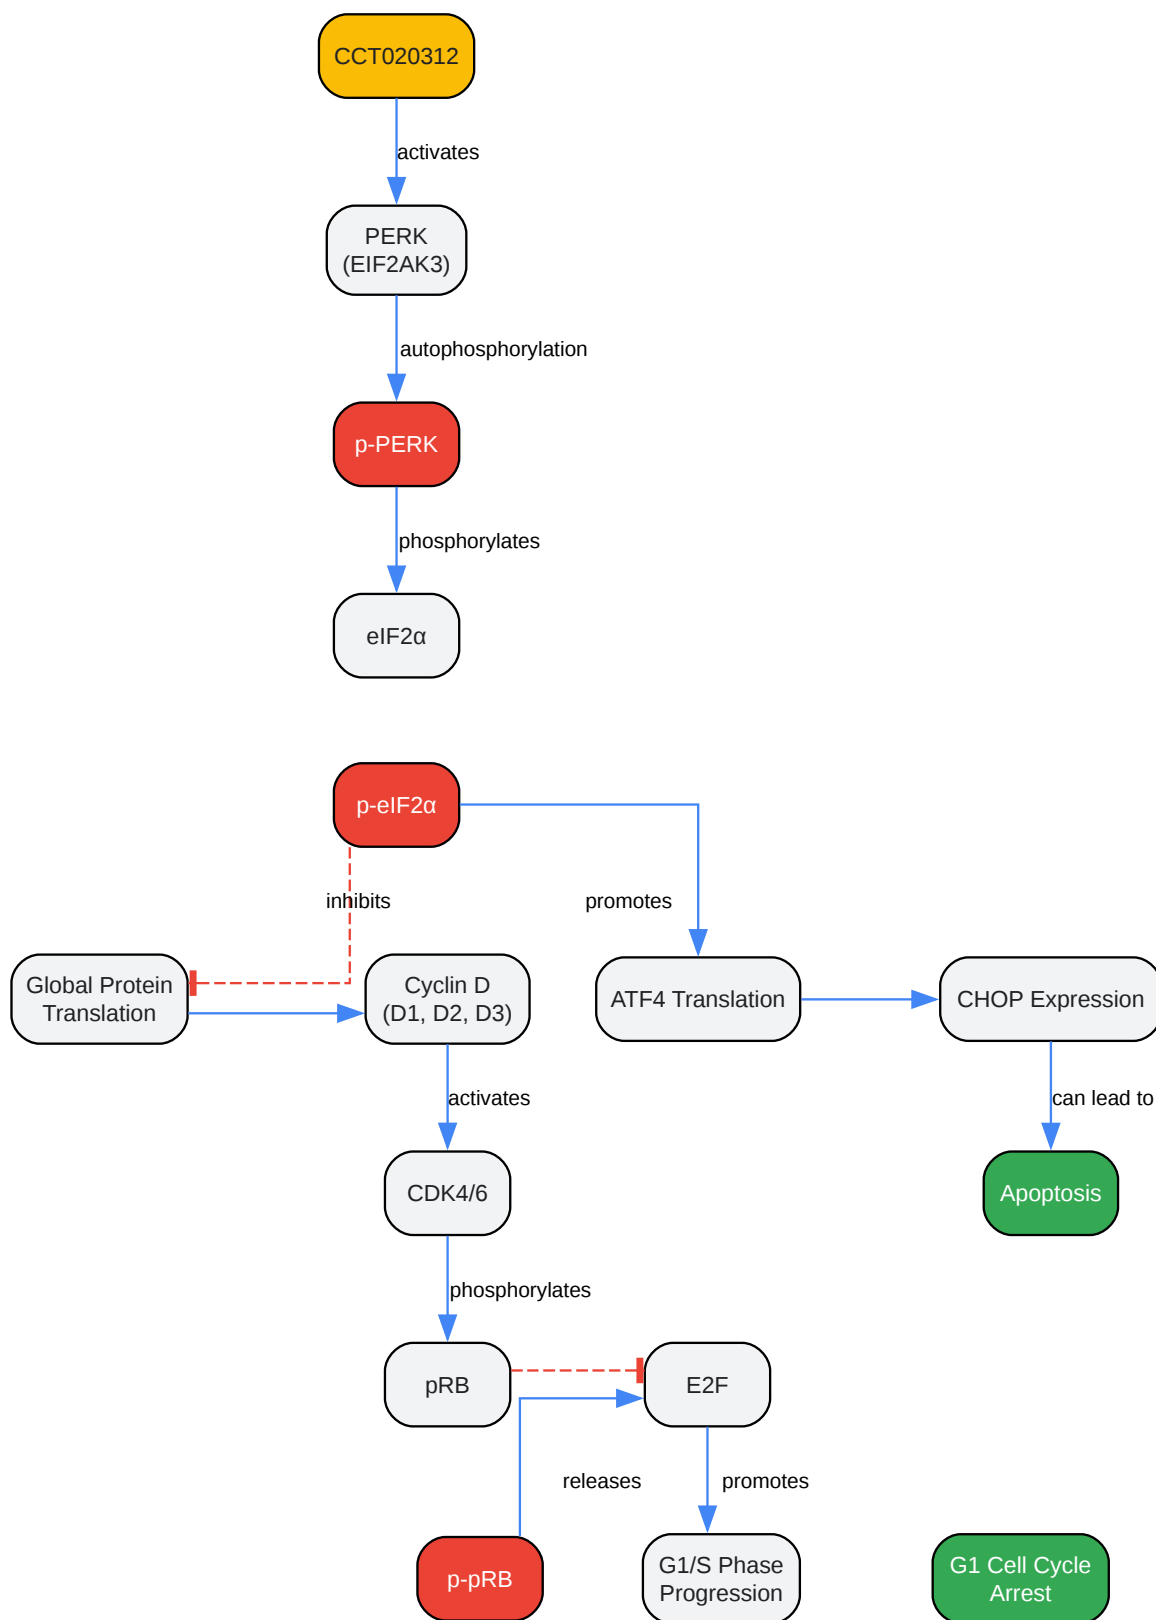 CCT020312
activates
PERK
(EIF2AK3)
autophosphorylation
p-PERK
phosphorylates
eIF2α
p-eIF2α
inhibits
promotes
Global Protein
Translation
Cyclin D
(D1, D2, D3)
ATF4 Translation
CHOP Expression
activates
can lead to
CDK4/6
Apoptosis
phosphorylates
pRB
E2F
releases
promotes
p-pRB
G1/S Phase
Progression
G1 Cell Cycle
Arrest